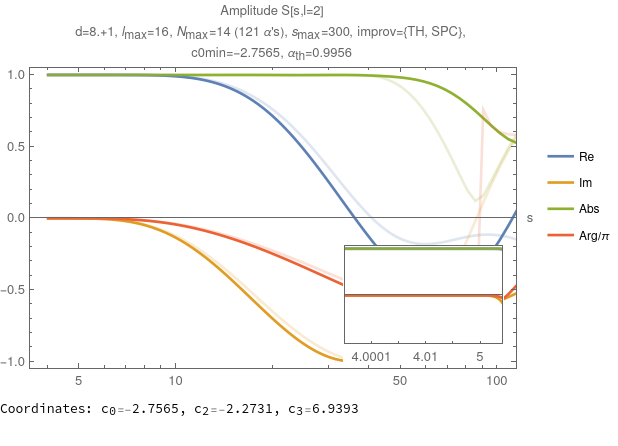 Amplitude S[s,l=2]
d=8.+1, lmax=16, Nmax=14 (121 α's), smax=300, improv={TH, SPC},
c0min=−2.7565, αth=0.9956
1.0
0.5
0.0
−0.5
−1.0
s
Re
Im
Abs
Arg/π
4.0001 4.01 5
5 10 50 100
Coordinates: c0=−2.7565, c2=−2.2731, c3=6.9393